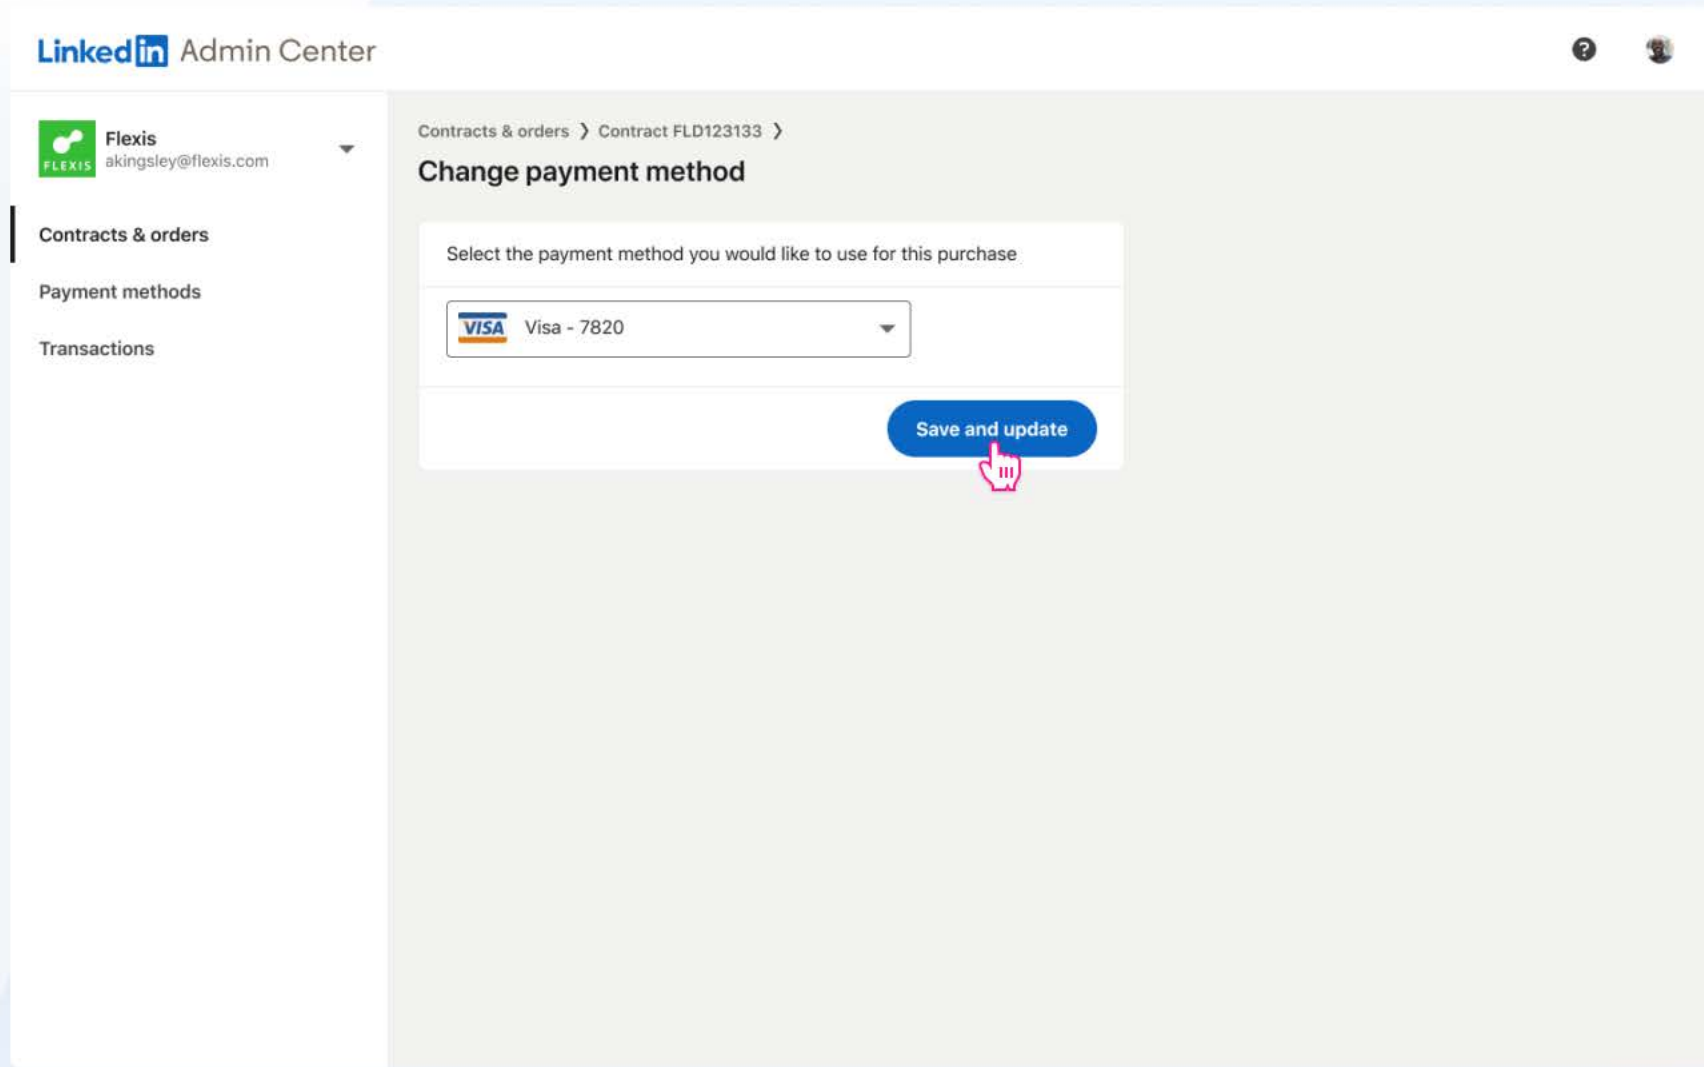 Linkedin Admin Center
?
FLEXIS
Flexis
akingsley@flexis.com
Contracts & orders
Payment methods
Transactions
Contracts & orders ❯ Contract FLD123133 ❯
Change payment method
Select the payment method you would like to use for this purchase
VISA Visa - 7820
Save and update